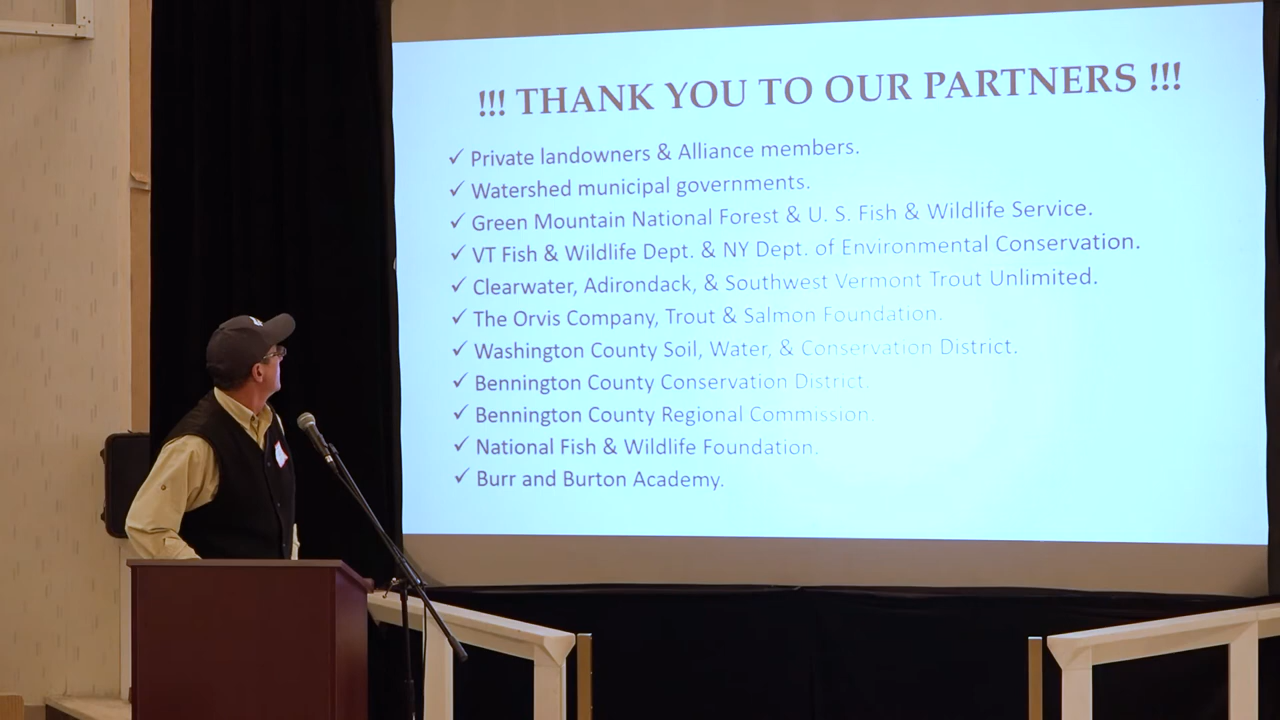 !!! THANK YOU TO OUR PARTNERS !!!
✓ Private landowners & Alliance members.
✓ Watershed municipal governments.
✓ Green Mountain National Forest & U. S. Fish & Wildlife Service.
✓ VT Fish & Wildlife Dept. & NY Dept. of Environmental Conservation.
✓ Clearwater, Adirondack, & Southwest Vermont Trout Unlimited.
✓ The Orvis Company, Trout & Salmon Foundation.
✓ Washington County Soil, Water, & Conservation District.
✓ Bennington County Conservation District.
✓ Bennington County Regional Commission.
✓ National Fish & Wildlife Foundation.
✓ Burr and Burton Academy.